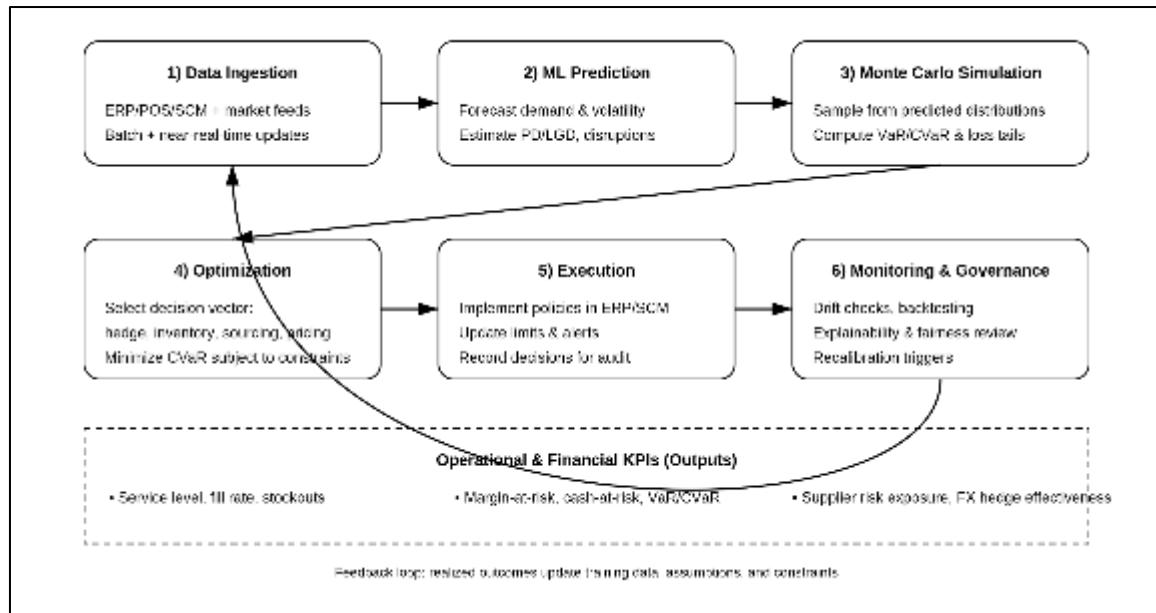 1) Data Ingestion
ERP/POS/SCM + market feeds
Batch + near real time updates
2) ML Prediction
Forecast demand & volatility
Estimate PD/LGD, disruptions
3) Monte Carlo Simulation
Sample from predicted distributions
Compute VaR/CVaR & loss tails
4) Optimization
Select decision vector:
hedge, inventory, sourcing, pricing
Minimize CVaR subject to constraints
5) Execution
Implement policies in ERP/SCM
Update limits & alerts
Record decisions for audit
6) Monitoring & Governance
Drift checks, backtesting
Explainability & fairness review
Recalibration triggers
Operational & Financial KPIs (Outputs)
• Service level, fill rate, stockouts
• Margin-at-risk, cash-at-risk, VaR/CVaR
• Supplier risk exposure, FX hedge effectiveness
Feedback loop: realized outcomes update training data, assumptions, and constraints